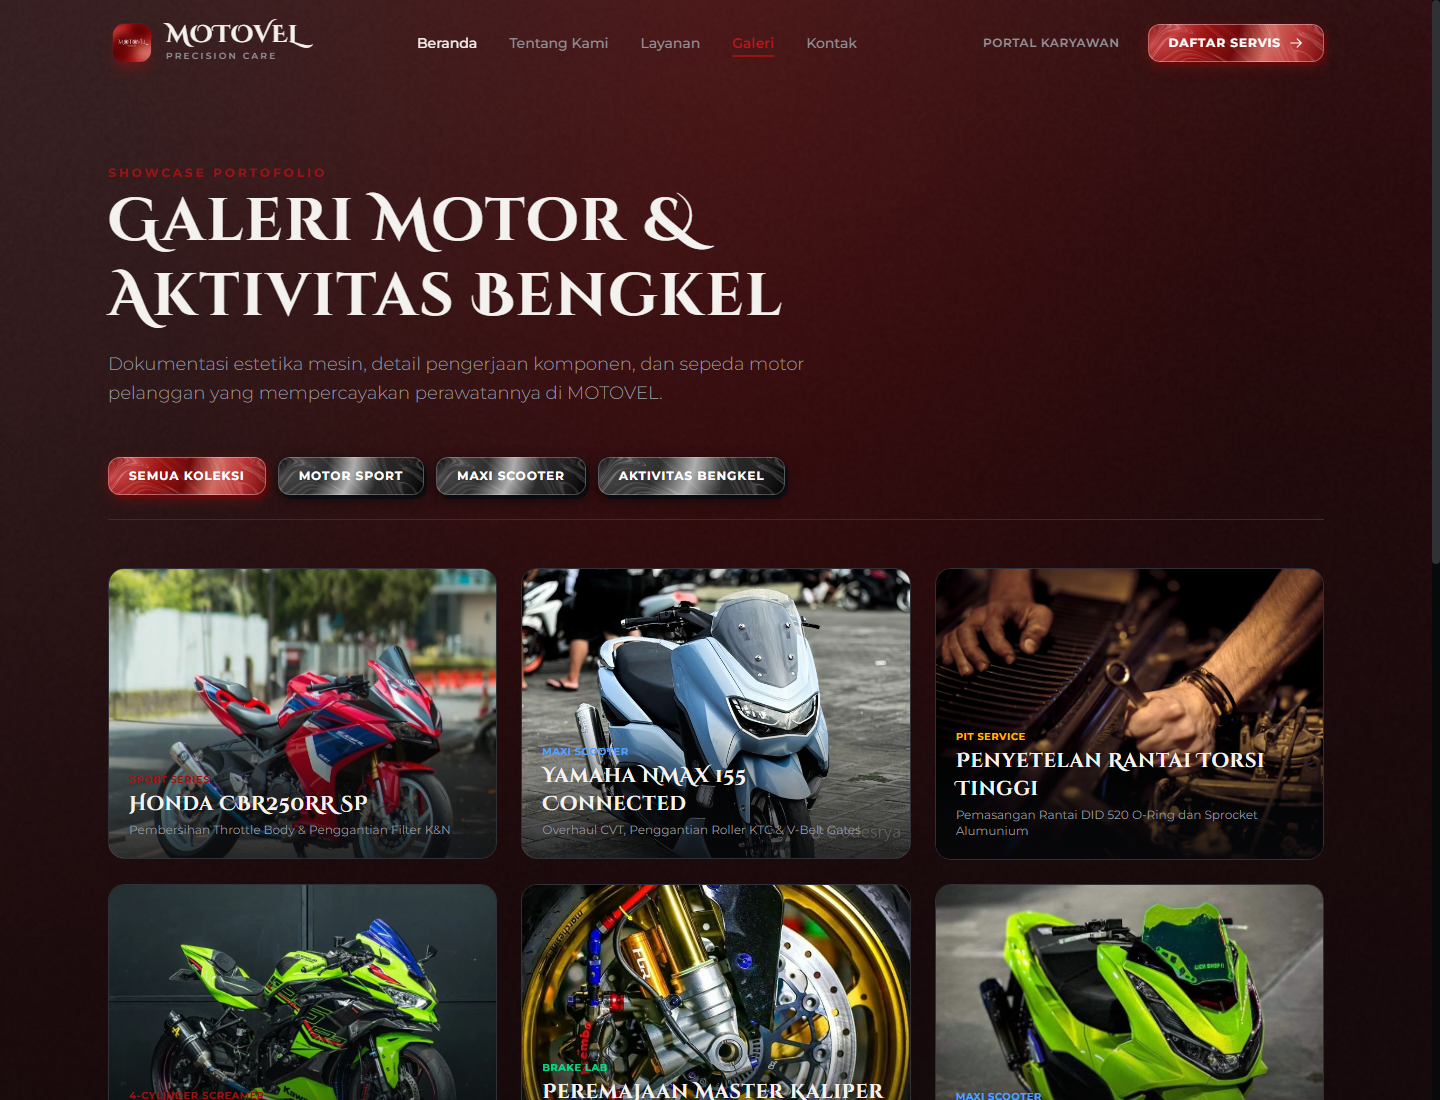 MOTOVEL
PRECISION CARE
Beranda
Tentang Kami
Layanan
Galeri
Kontak
PORTAL KARYAWAN
DAFTAR SERVIS →
SHOWCASE PORTOFOLIO
GALERI MOTOR &
AKTIVITAS BENGKEL
Dokumentasi estetika mesin, detail pengerjaan komponen, dan sepeda motor
pelanggan yang mempercayakan perawatannya di MOTOVEL.
SEMUA KOLEKSI
MOTOR SPORT
MAXI SCOOTER
AKTIVITAS BENGKEL
SPORT SERIES
HONDA CBR250RR SP
Pembersihan Throttle Body & Penggantian Filter K&N
MAXI SCOOTER
YAMAHA NMAX 155
CONNECTED
Overhaul CVT, Penggantian Roller KTC & V-Belt Gates
PIT SERVICE
PENYETELAN RANTAI TORSI
TINGGI
Pemasangan Rantai DID 520 O-Ring dan Sprocket
Alumunium
4-CYLINDER SCREAMER
BRAKE LAB
PEREMAJAAN MASTER KALIPER
MAXI SCOOTER